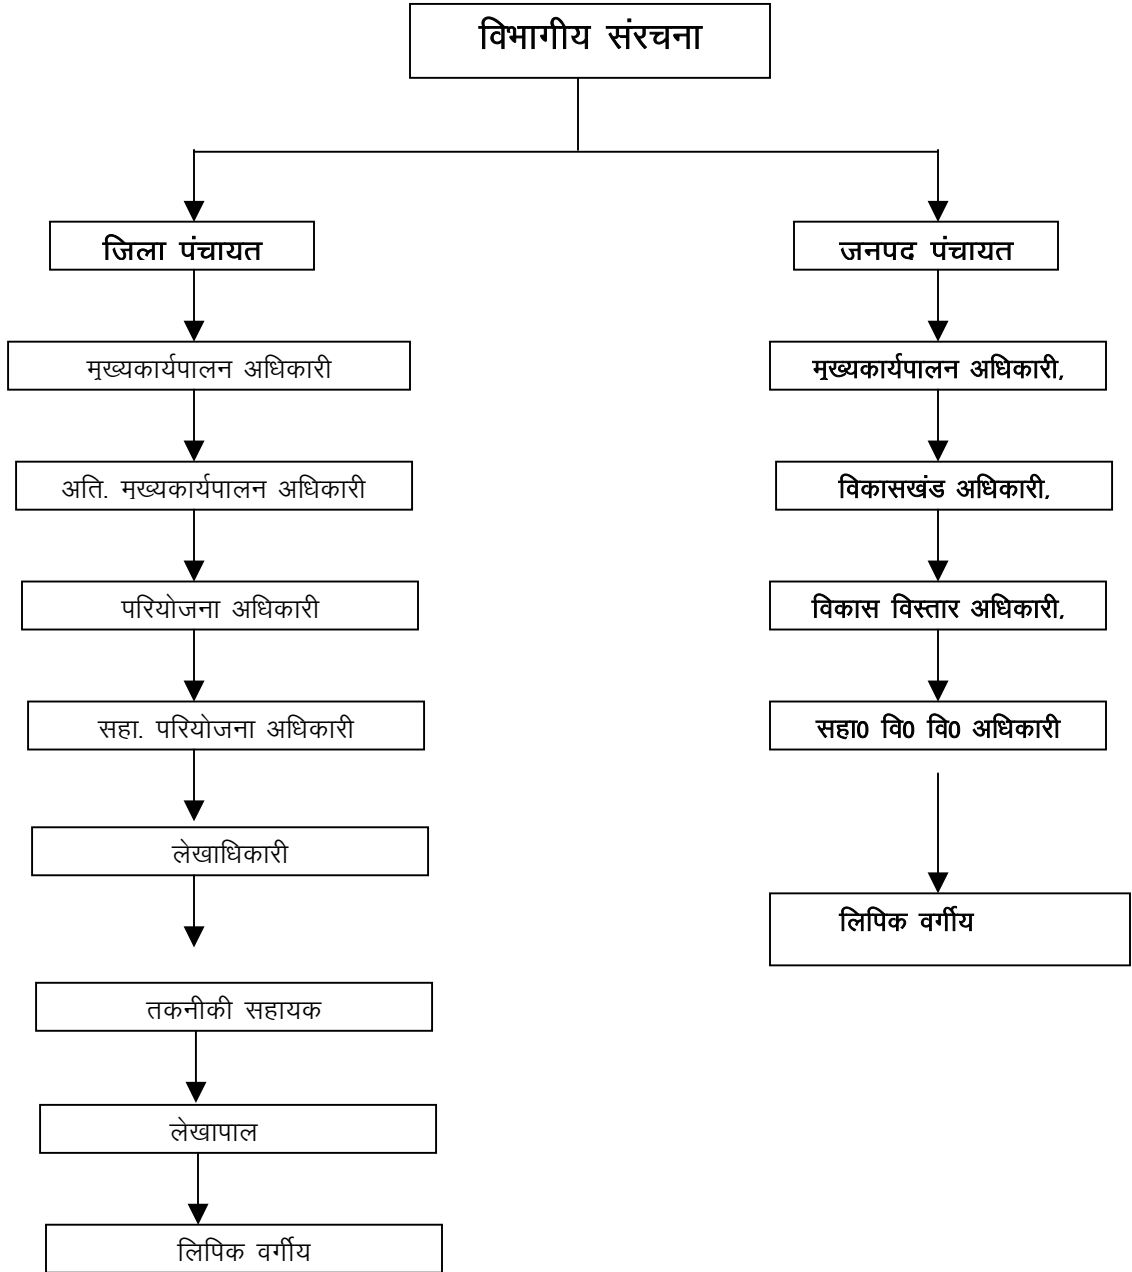 विभागीय संरचना
जिला पंचायत
जनपद पंचायत
मुख्यकार्यपालन अधिकारी
मुख्यकार्यपालन अधिकारी,
अति. मुख्यकार्यपालन अधिकारी
विकासखंड अधिकारी,
परियोजना अधिकारी
विकास विस्तार अधिकारी,
सहा. परियोजना अधिकारी
सहा0 वि0 वि0 अधिकारी
लेखाधिकारी
लिपिक वर्गीय
तकनीकी सहायक
लेखापाल
लिपिक वर्गीय